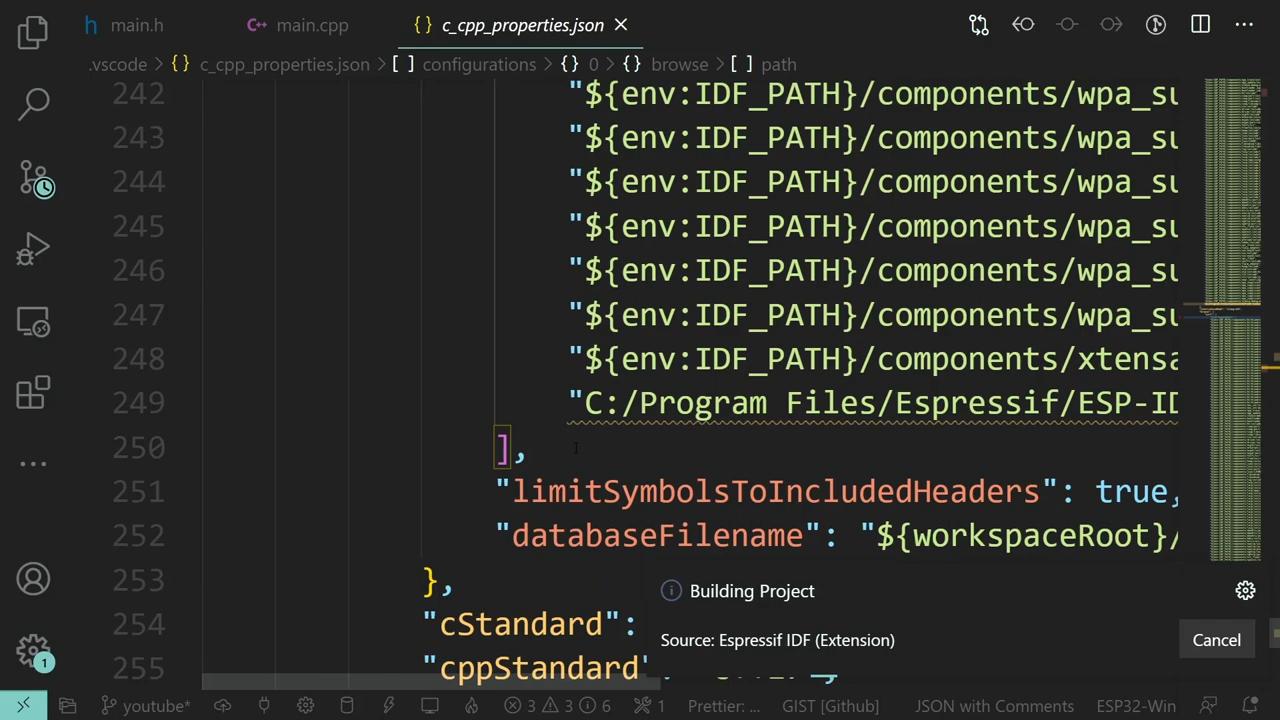 main.h main.cpp {} c_cpp_properties.json
.vscode > {} c_cpp_properties.json > [ ] configurations > {} 0 > {} browse > [ ] path
242 "${env:IDF_PATH}/components/wpa_su
243 "${env:IDF_PATH}/components/wpa_su
244 "${env:IDF_PATH}/components/wpa_su
245 "${env:IDF_PATH}/components/wpa_su
246 "${env:IDF_PATH}/components/wpa_su
247 "${env:IDF_PATH}/components/wpa_su
248 "${env:IDF_PATH}/components/xtensa
249 "C:/Program Files/Espressif/ESP-ID
250 ],
251 "limitSymbolsToIncludedHeaders": true,
252 "databaseFilename": "${workspaceRoot}/
253 },
254 "cStandard":
255 "cppStandard"
Building Project
Source: Espressif IDF (Extension)
Cancel
1
youtube* 3 3 6 1 Prettier: ... GIST [Github] JSON with Comments ESP32-Win